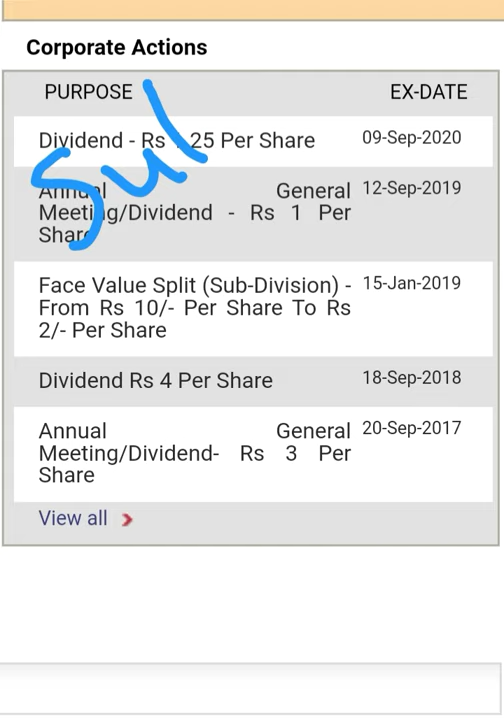 Corporate Actions
PURPOSE EX-DATE
Dividend - Rs 25 Per Share 09-Sep-2020
Annual General 12-Sep-2019
Meeting/Dividend - Rs 1 Per
Share
Face Value Split (Sub-Division) - 15-Jan-2019
From Rs 10/- Per Share To Rs
2/- Per Share
Dividend Rs 4 Per Share 18-Sep-2018
Annual General 20-Sep-2017
Meeting/Dividend- Rs 3 Per
Share
View all